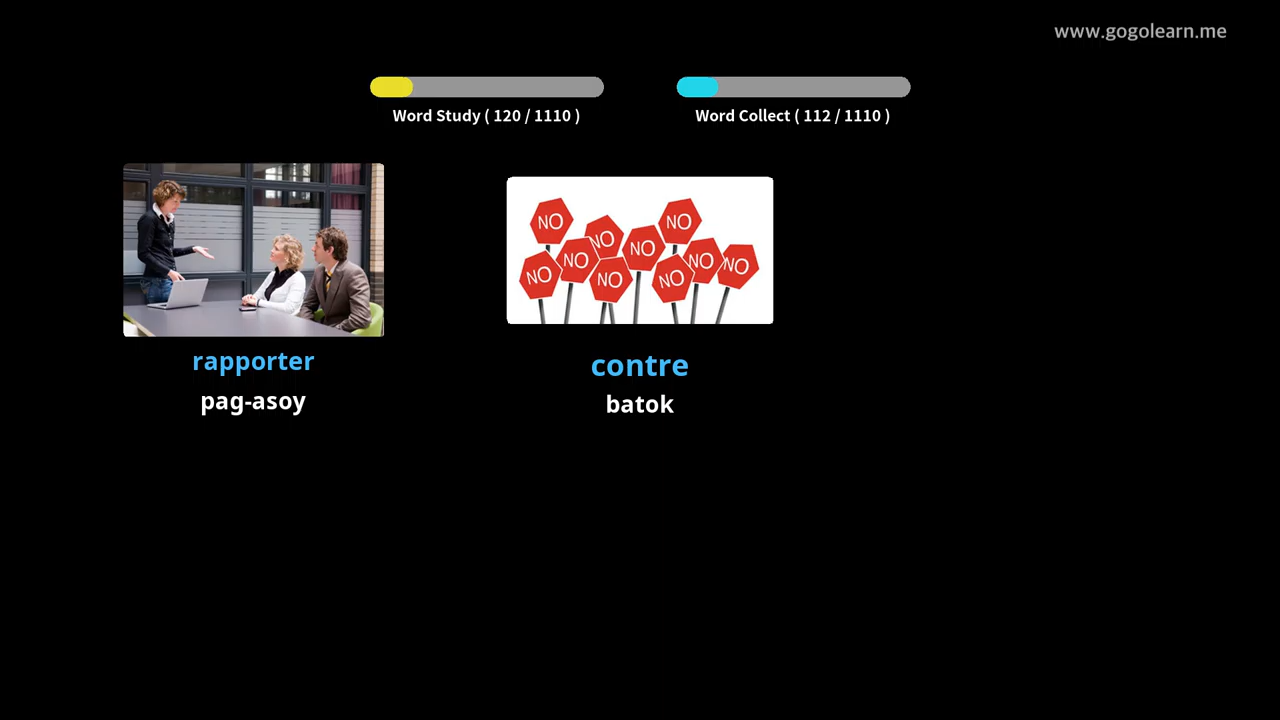 www.gogolearn.me
Word Study ( 120 / 1110 )
Word Collect ( 112 / 1110 )
NO
NO
NO
NO
NO
NO
NO
NO
NO
NO
rapporter
pag-asoy
contre
batok